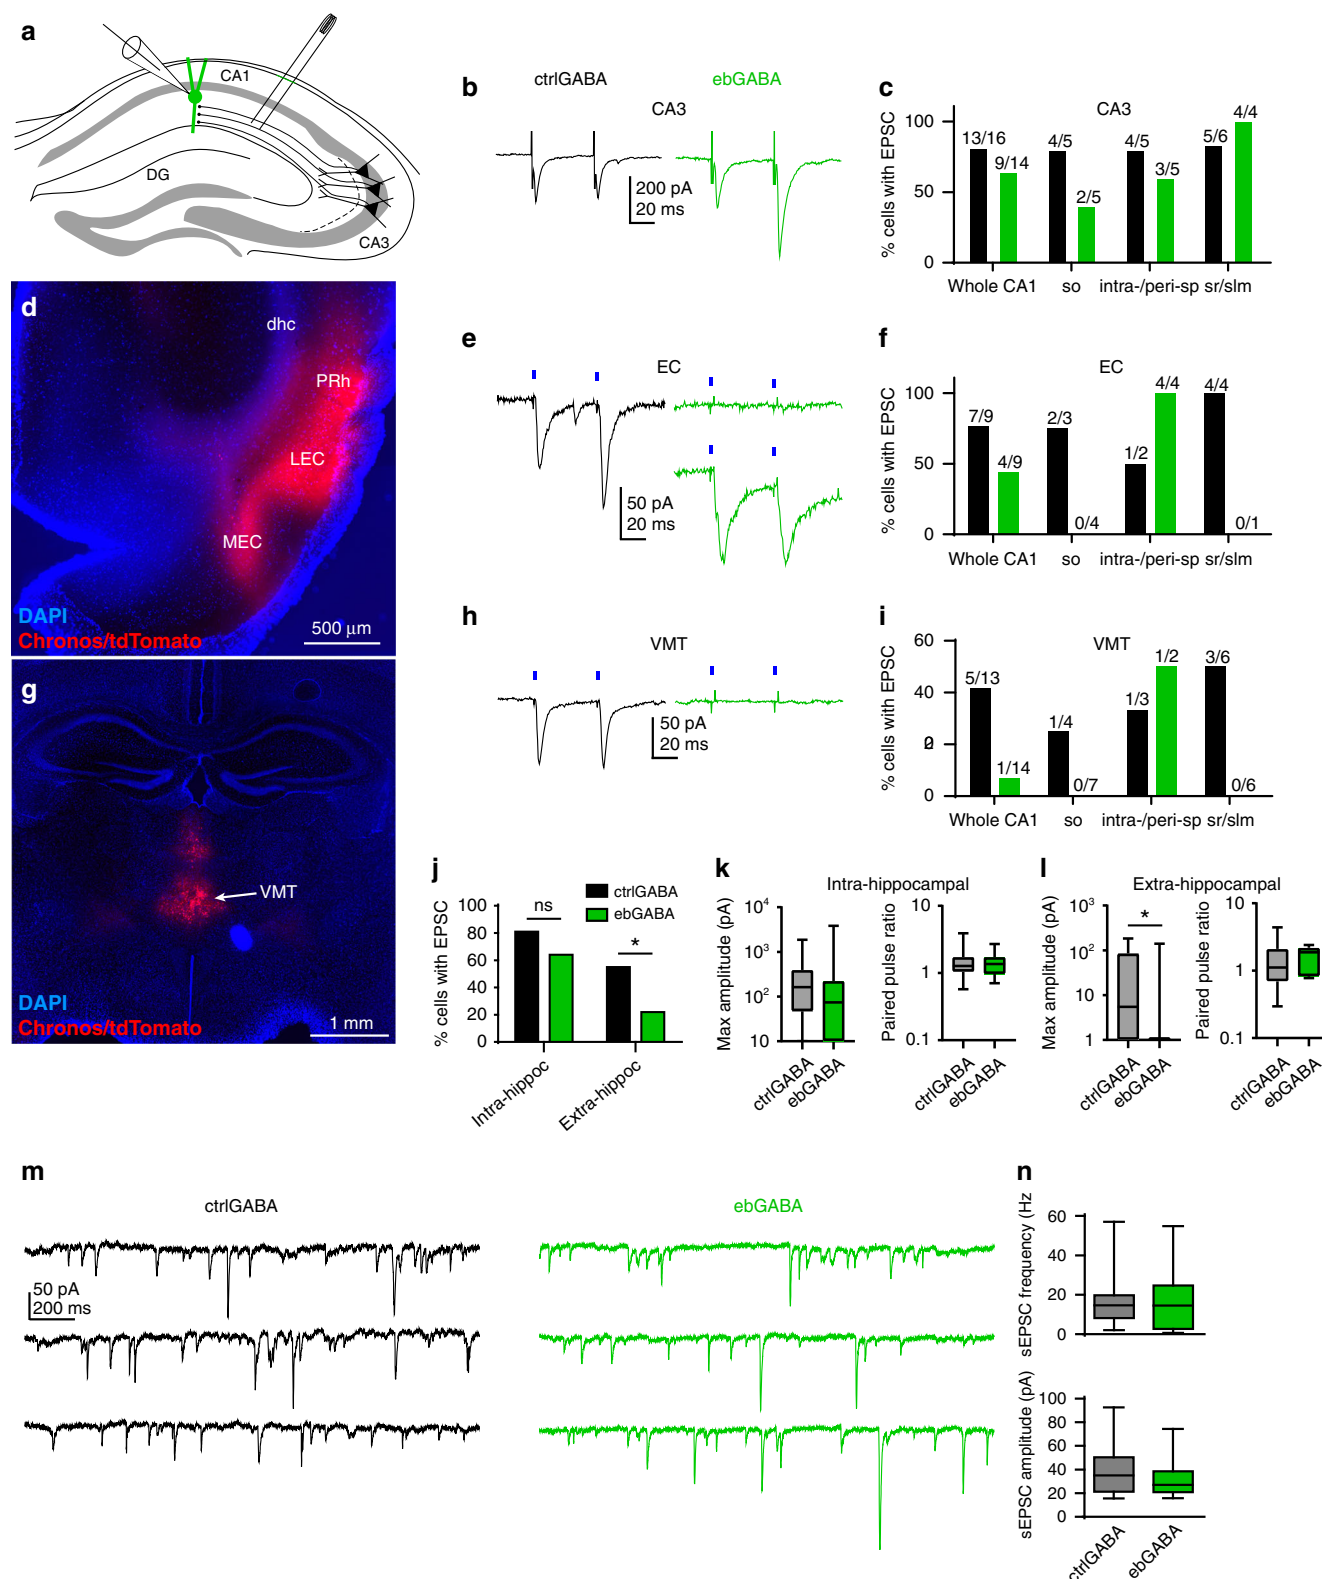 a
CA1
DG
CA3
b
ctrlGABA
ebGABA
CA3
200 pA
20 ms
c
CA3
% cells with EPSC
100
50
0
13/16
9/14
4/5
2/5
4/5
3/5
5/6
4/4
Whole CA1
so
intra-/peri-sp
sr/slm
d
dhc
PRh
LEC
MEC
DAPI
Chronos/tdTomato
500 µm
e
EC
50 pA
20 ms
f
EC
% cells with EPSC
100
50
0
7/9
4/9
2/3
0/4
1/2
4/4
4/4
0/1
Whole CA1
so
intra-/peri-sp
sr/slm
g
VMT
DAPI
Chronos/tdTomato
1 mm
h
VMT
50 pA
20 ms
i
VMT
% cells with EPSC
60
40
0
5/13
1/14
1/4
0/7
1/3
1/2
3/6
0/6
Whole CA1
so
intra-/peri-sp
sr/slm
j
ctrlGABA
ebGABA
% cells with EPSC
100
80
60
40
20
0
ns
*
Intra-hippoc
Extra-hippoc
k
Intra-hippocampal
Max amplitude (pA)
10⁴
10³
10²
10
ctrlGABA
ebGABA
Paired pulse ratio
10
1
0.1
ctrlGABA
ebGABA
l
Extra-hippocampal
Max amplitude (pA)
10³
10²
10
1
*
ctrlGABA
ebGABA
Paired pulse ratio
10
1
0.1
ctrlGABA
ebGABA
m
ctrlGABA
ebGABA
50 pA
200 ms
n
sEPSC frequency (Hz
60
40
20
0
sEPSC amplitude (pA)
100
80
60
40
20
0
ctrlGABA
ebGABA